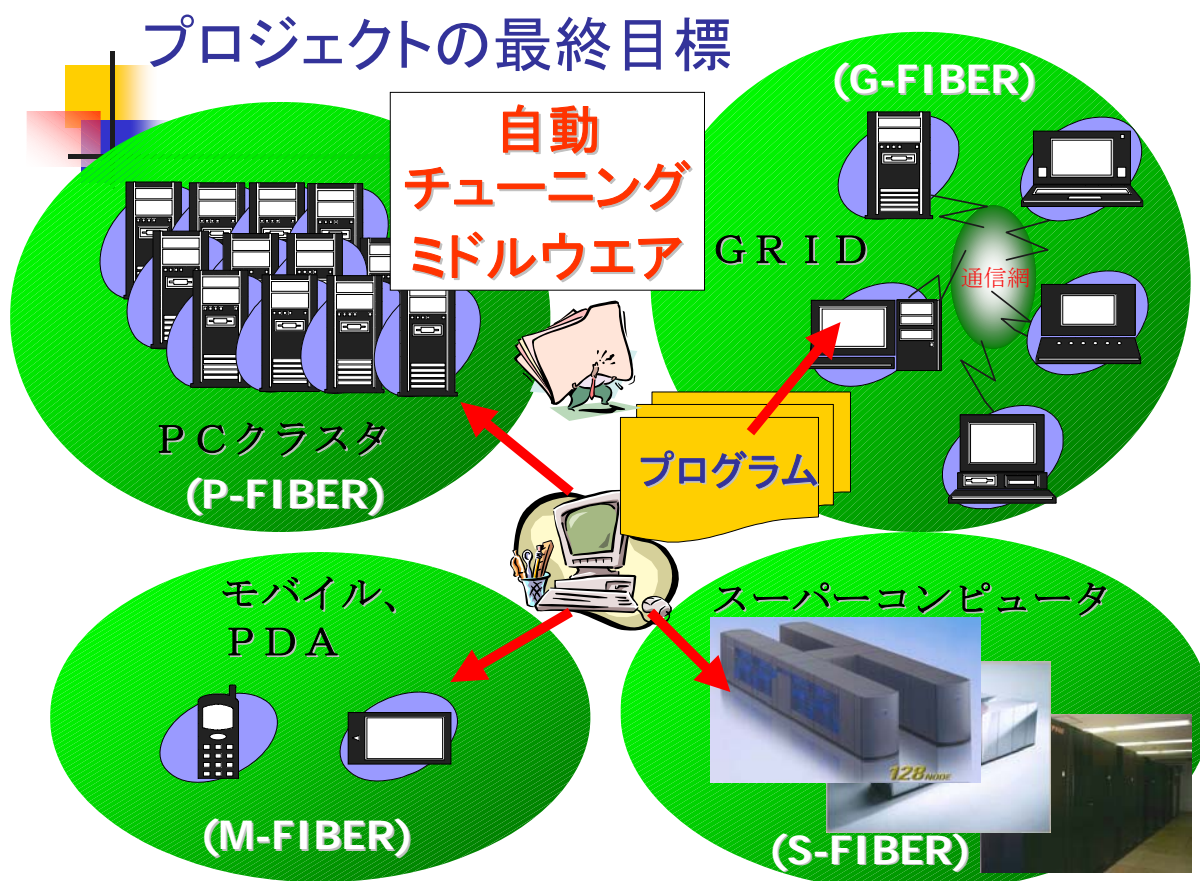 プロジェクトの最終目標
自動
チューニング
ミドルウエア
(G-FIBER)
ＧＲＩＤ
通信網
ＰＣクラスタ
(P-FIBER)
プログラム
モバイル、
ＰＤＡ
(M-FIBER)
スーパーコンピュータ
128 NODE
(S-FIBER)